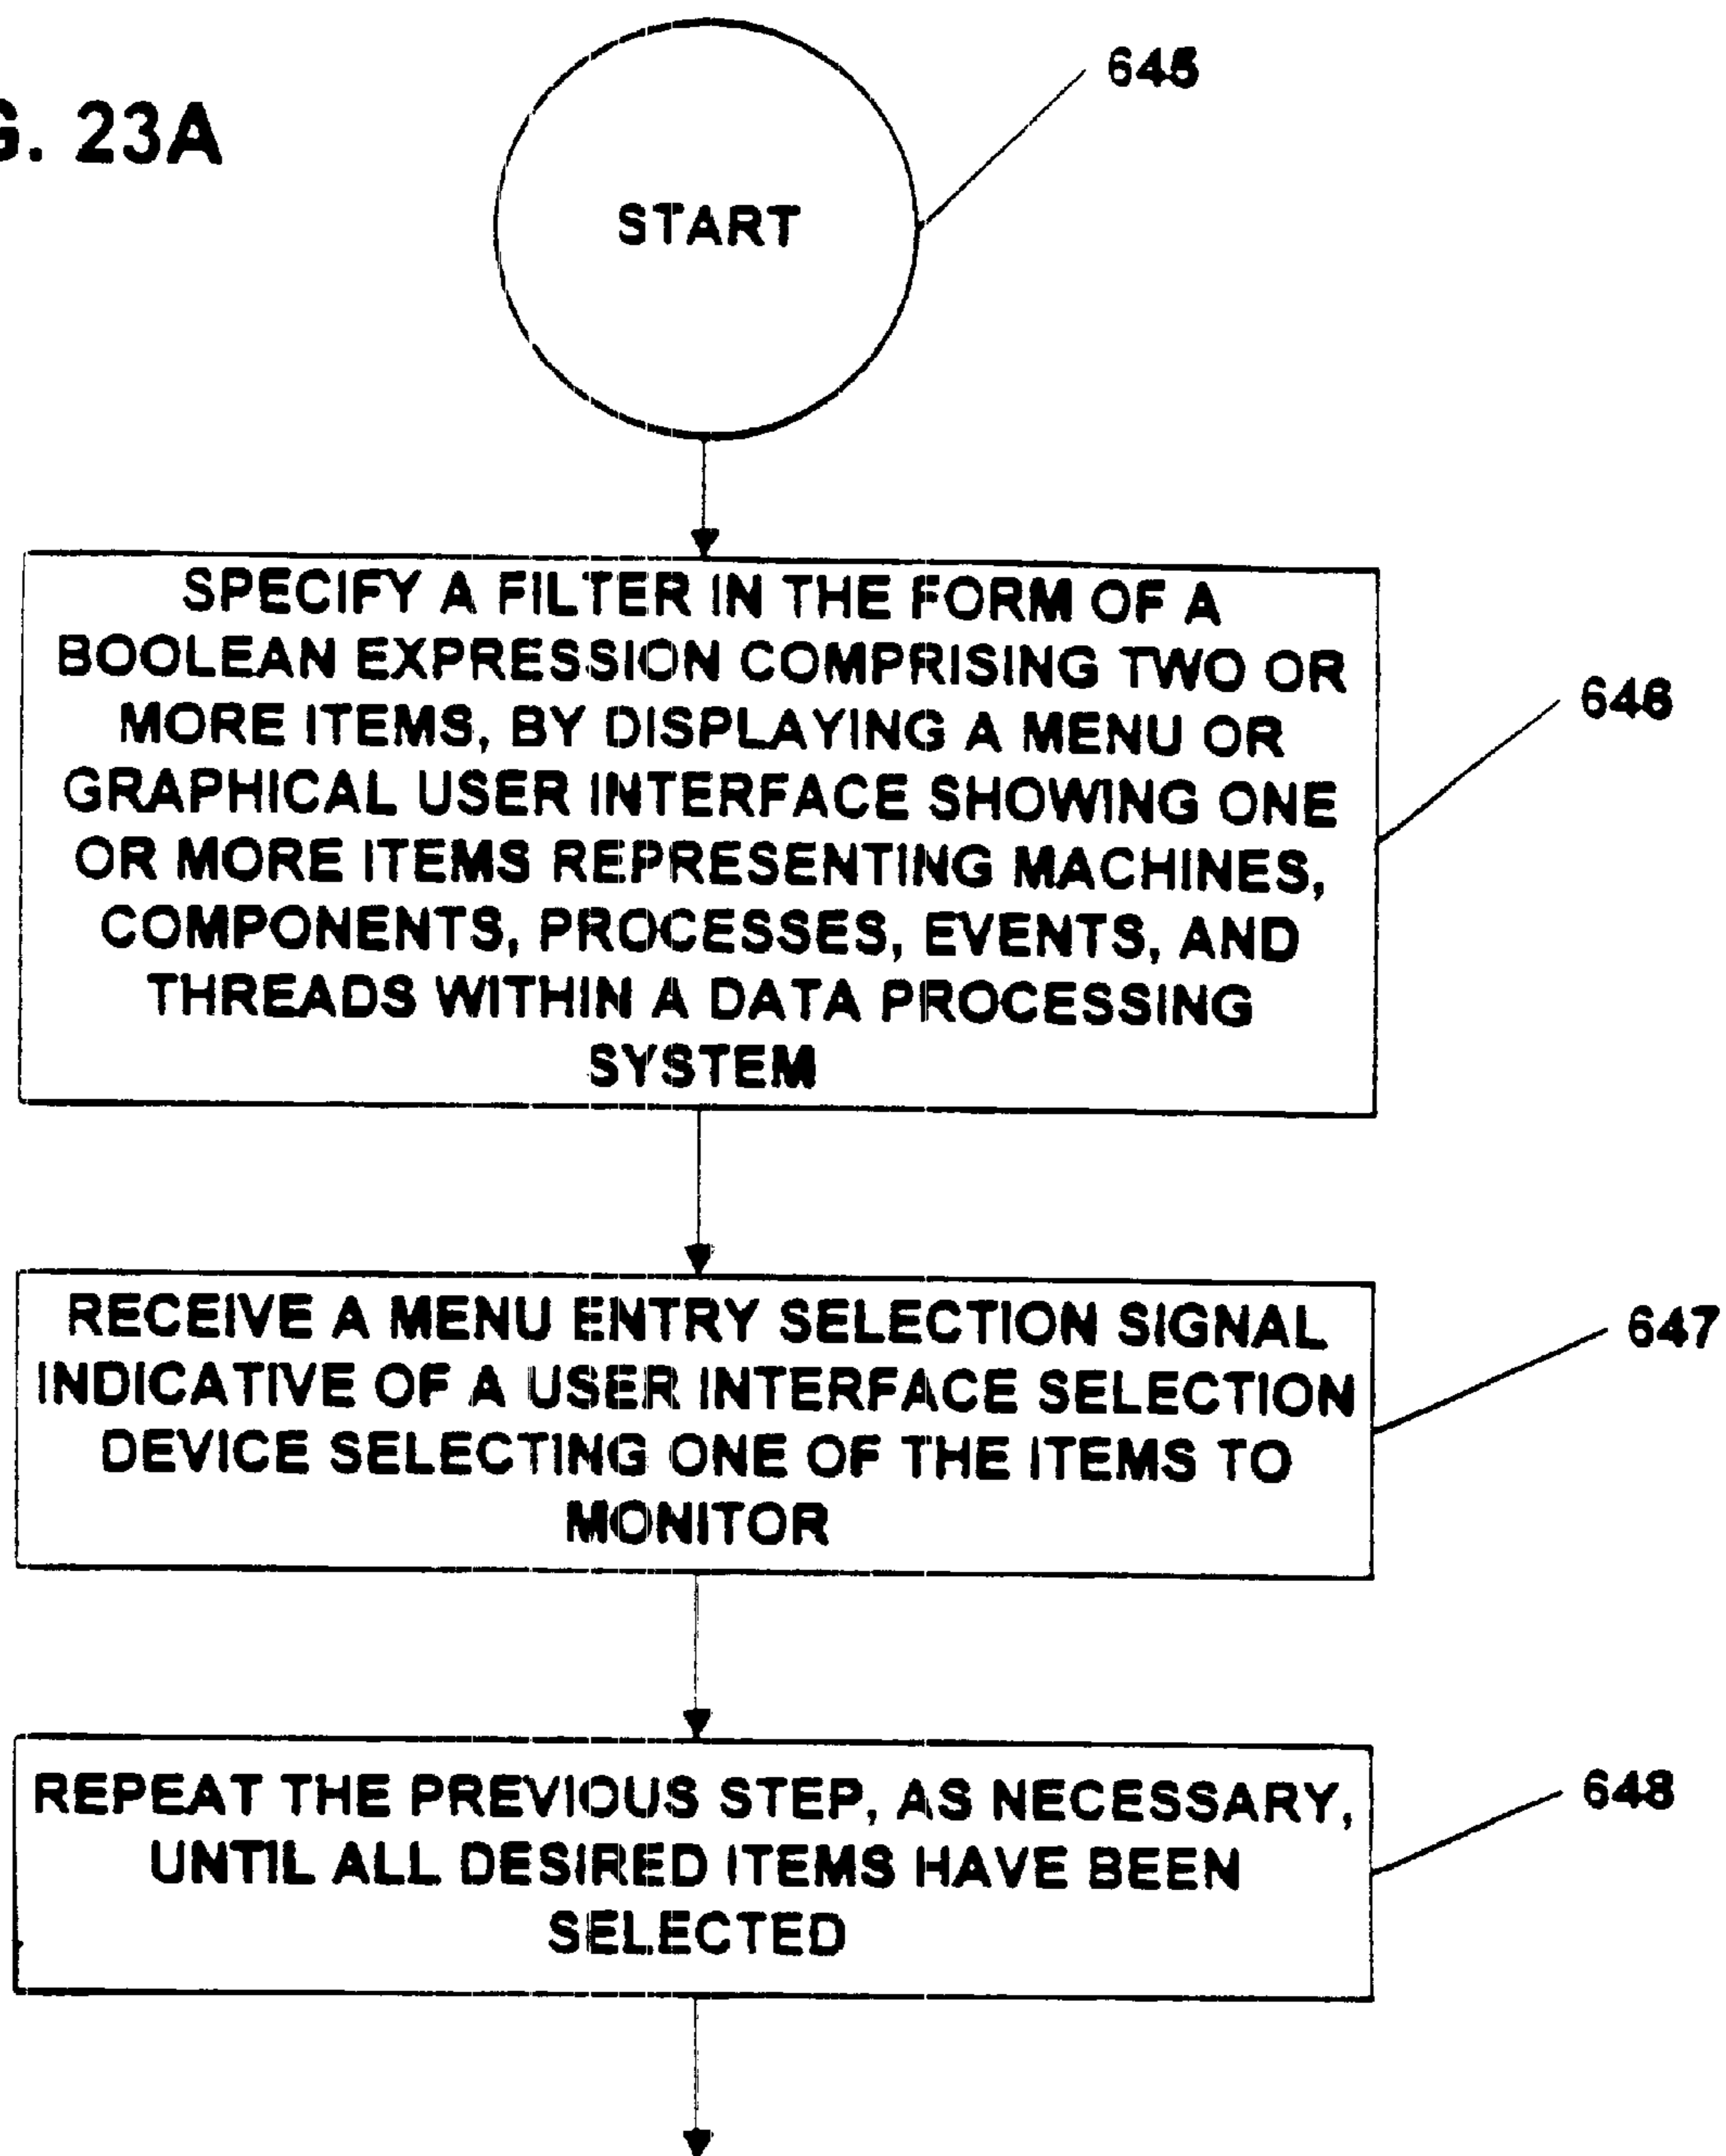 G. 23A
645
START
SPECIFY A FILTER IN THE FORM OF A
BOOLEAN EXPRESSION COMPRISING TWO OR
MORE ITEMS, BY DISPLAYING A MENU OR
GRAPHICAL USER INTERFACE SHOWING ONE
OR MORE ITEMS REPRESENTING MACHINES,
COMPONENTS, PROCESSES, EVENTS, AND
THREADS WITHIN A DATA PROCESSING
SYSTEM
646
RECEIVE A MENU ENTRY SELECTION SIGNAL
INDICATIVE OF A USER INTERFACE SELECTION
DEVICE SELECTING ONE OF THE ITEMS TO
MONITOR
647
REPEAT THE PREVIOUS STEP, AS NECESSARY,
UNTIL ALL DESIRED ITEMS HAVE BEEN
SELECTED
648